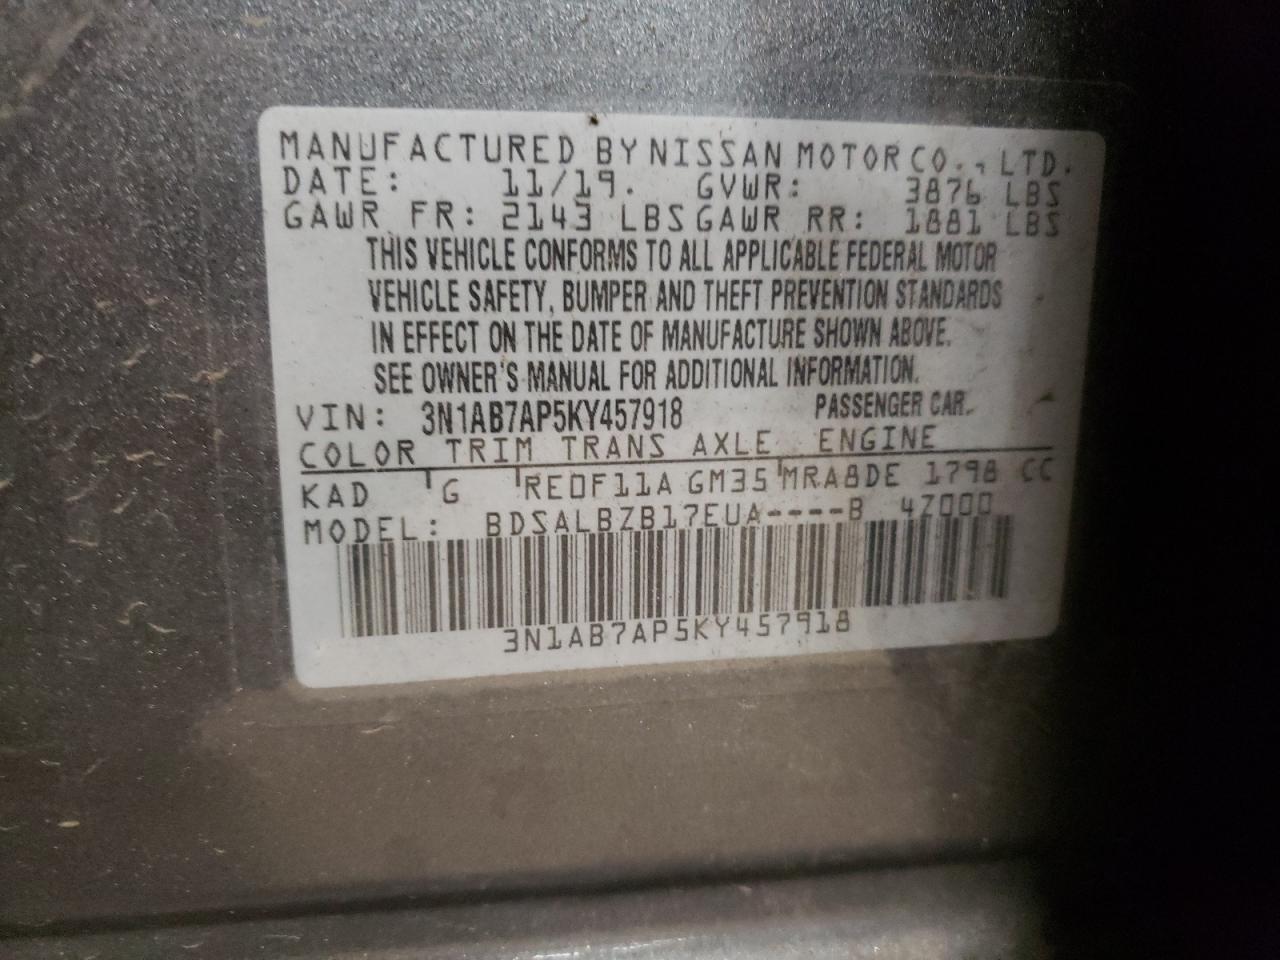 MANUFACTURED BY NISSAN MOTOR CO., LTD.
DATE: 11/19. GVWR: 3876 LBS
GAWR FR: 2143 LBS GAWR RR: 1881 LBS
THIS VEHICLE CONFORMS TO ALL APPLICABLE FEDERAL MOTOR
VEHICLE SAFETY, BUMPER AND THEFT PREVENTION STANDARDS
IN EFFECT ON THE DATE OF MANUFACTURE SHOWN ABOVE.
SEE OWNER'S MANUAL FOR ADDITIONAL INFORMATION.
VIN: 3N1AB7AP5KY457918 PASSENGER CAR.
COLOR TRIM TRANS AXLE ENGINE
KAD G RE0F11A GM35 MRA8DE 1798 CC
MODEL: BDSALBZB17EUA----B 4Z000
3N1AB7AP5KY457918